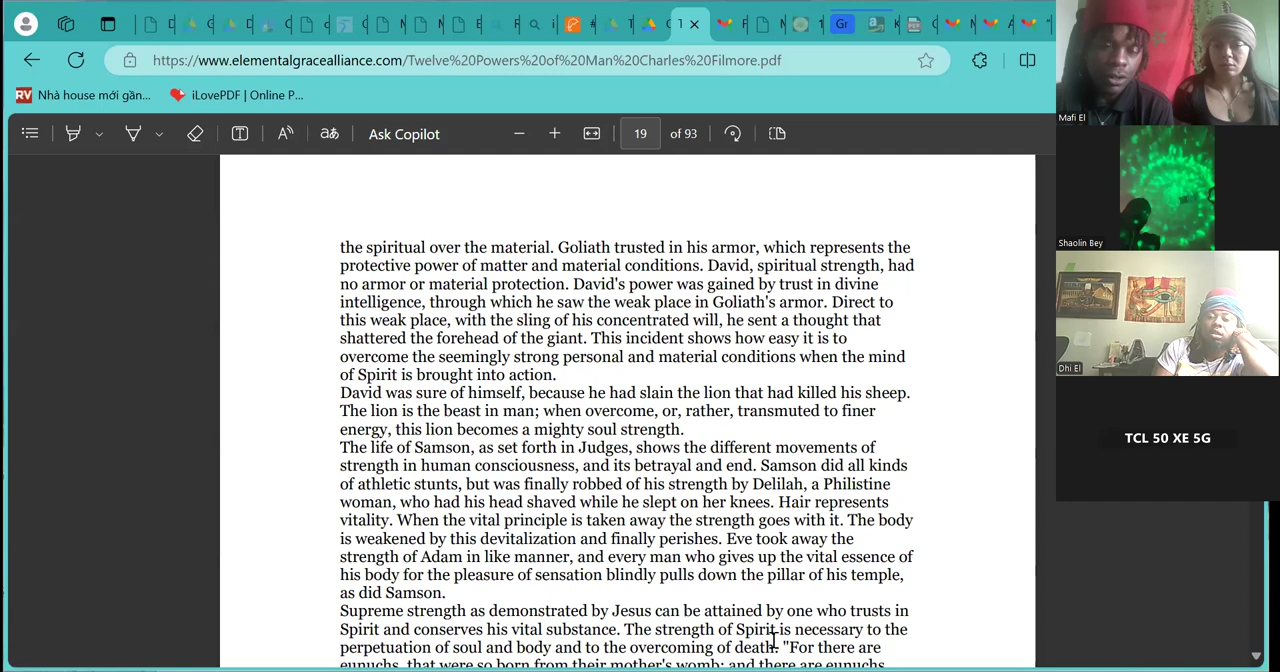 Gr
https://www.elementalgracealliance.com/Twelve%20Powers%20of%20Man%20Charles%20Filmore.pdf
RV Nhà house mới gần...
iLovePDF | Online P...
Ask Copilot
19 of 93
the spiritual over the material. Goliath trusted in his armor, which represents the
protective power of matter and material conditions. David, spiritual strength, had
no armor or material protection. David's power was gained by trust in divine
intelligence, through which he saw the weak place in Goliath's armor. Direct to
this weak place, with the sling of his concentrated will, he sent a thought that
shattered the forehead of the giant. This incident shows how easy it is to
overcome the seemingly strong personal and material conditions when the mind
of Spirit is brought into action.
David was sure of himself, because he had slain the lion that had killed his sheep.
The lion is the beast in man; when overcome, or, rather, transmuted to finer
energy, this lion becomes a mighty soul strength.
The life of Samson, as set forth in Judges, shows the different movements of
strength in human consciousness, and its betrayal and end. Samson did all kinds
of athletic stunts, but was finally robbed of his strength by Delilah, a Philistine
woman, who had his head shaved while he slept on her knees. Hair represents
vitality. When the vital principle is taken away the strength goes with it. The body
is weakened by this devitalization and finally perishes. Eve took away the
strength of Adam in like manner, and every man who gives up the vital essence of
his body for the pleasure of sensation blindly pulls down the pillar of his temple,
as did Samson.
Supreme strength as demonstrated by Jesus can be attained by one who trusts in
Spirit and conserves his vital substance. The strength of Spirit is necessary to the
perpetuation of soul and body and to the overcoming of death. "For there are
eunuchs, that were so born from their mother's womb: and there are eunuchs
Mafi El
Shaolin Bey
Dhi El
TCL 50 XE 5G